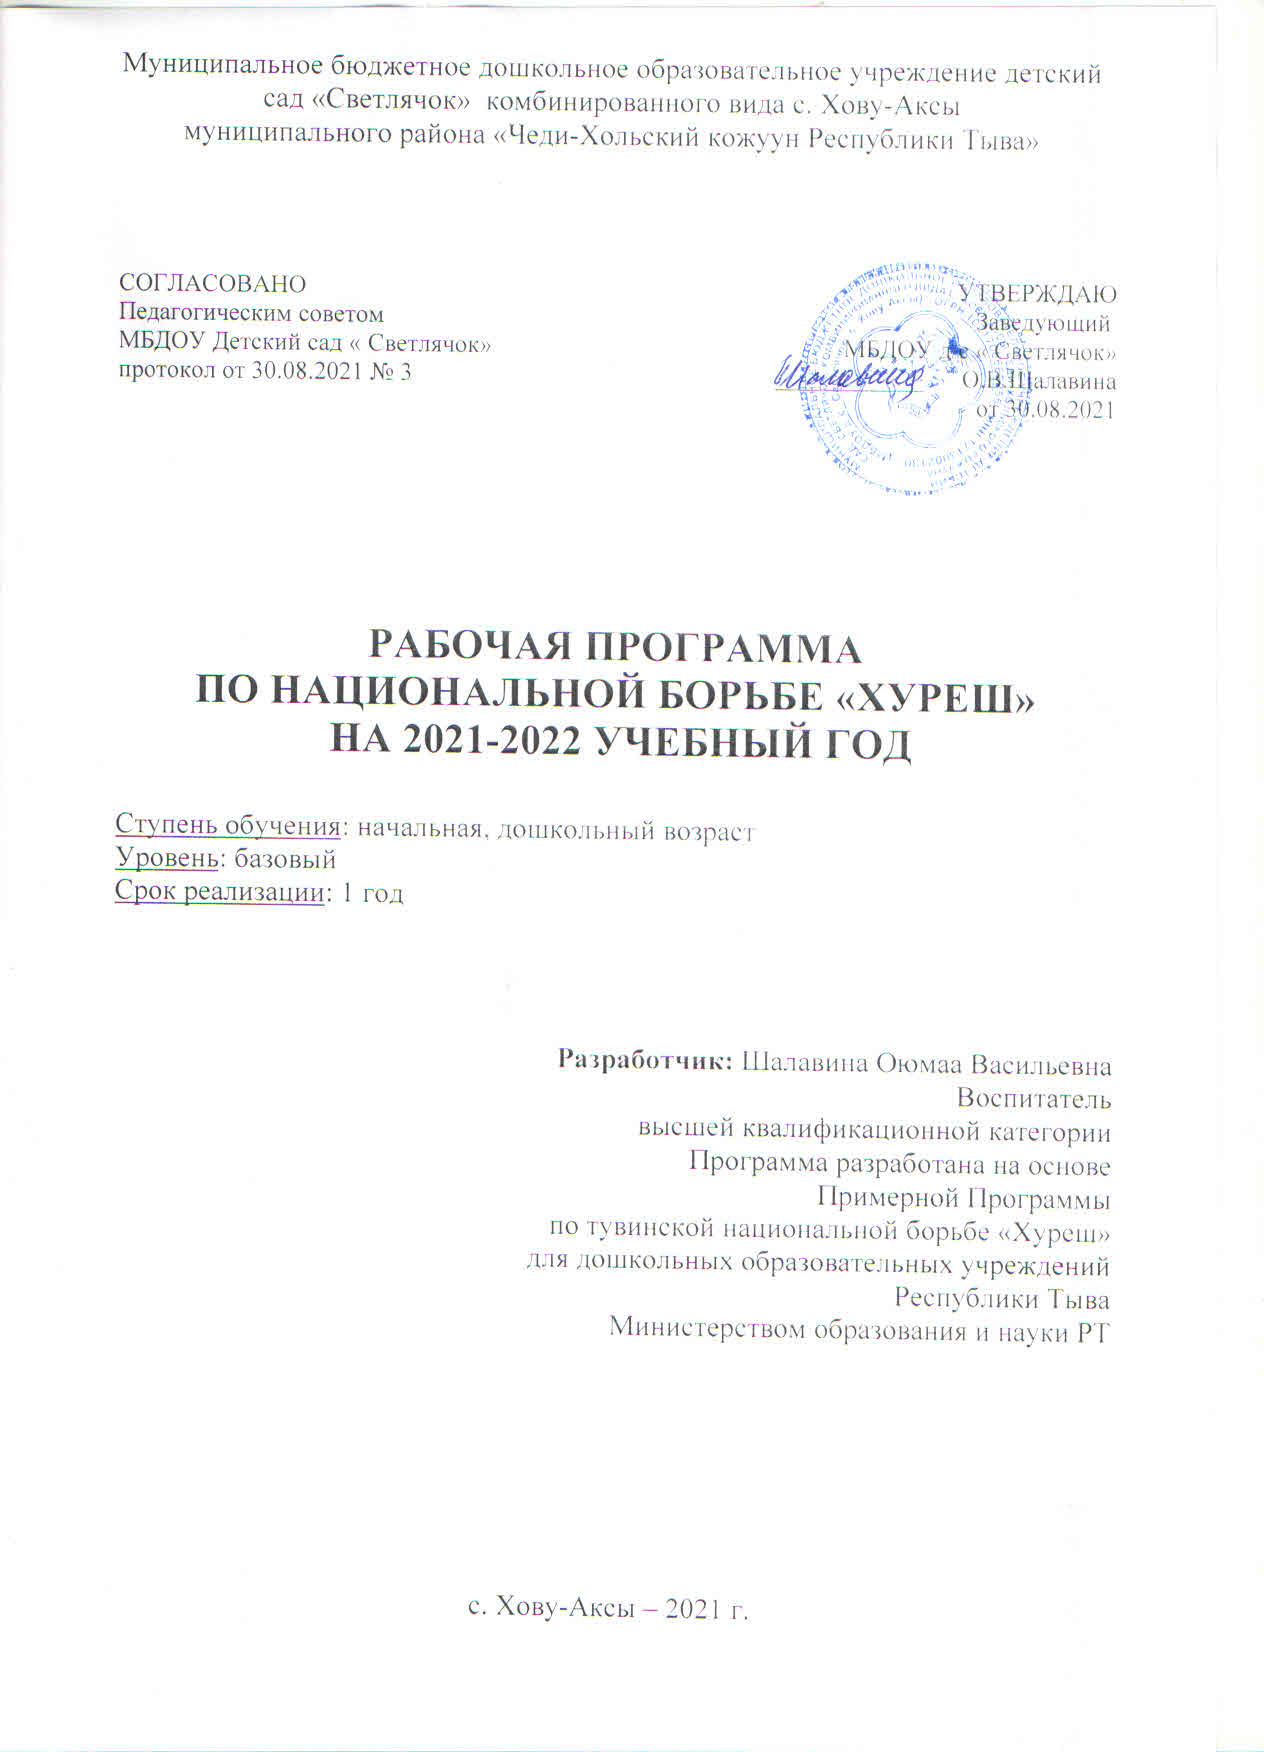 Муниципальное бюджетное дошкольное образовательное учреждение детский
сад «Светлячок» комбинированного вида с. Хову-Аксы
муниципального района «Чеди-Хольский кожуун Республики Тыва»
СОГЛАСОВАНО
Педагогическим советом
МБДОУ Детский сад « Светлячок»
протокол от 30.08.2021 № 3
УТВЕРЖДАЮ
Заведующий
МБДОУ д/с « Светлячок»
О.В.Шалавина
от 30.08.2021
РАБОЧАЯ ПРОГРАММА
ПО НАЦИОНАЛЬНОЙ БОРЬБЕ «ХУРЕШ»
НА 2021-2022 УЧЕБНЫЙ ГОД
Ступень обучения: начальная, дошкольный возраст
Уровень: базовый
Срок реализации: 1 год
Разработчик: Шалавина Оюмаа Васильевна
Воспитатель
высшей квалификационной категории
Программа разработана на основе
Примерной Программы
по тувинской национальной борьбе «Хуреш»
для дошкольных образовательных учреждений
Республики Тыва
Министерством образования и науки РТ
с. Хову-Аксы – 2021 г.